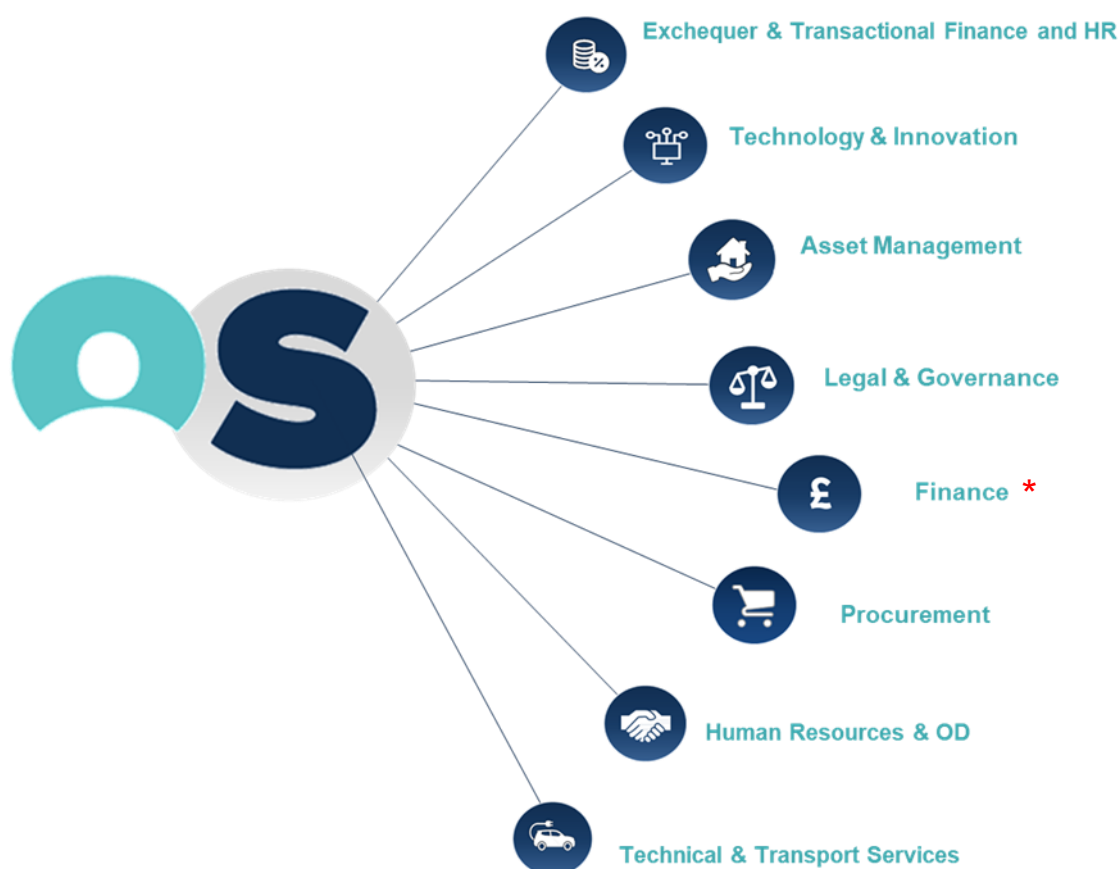 Exchequer & Transactional Finance and HR
Technology & Innovation
Asset Management
S
Legal & Governance
£
Finance *
Procurement
Human Resources & OD
Technical & Transport Services